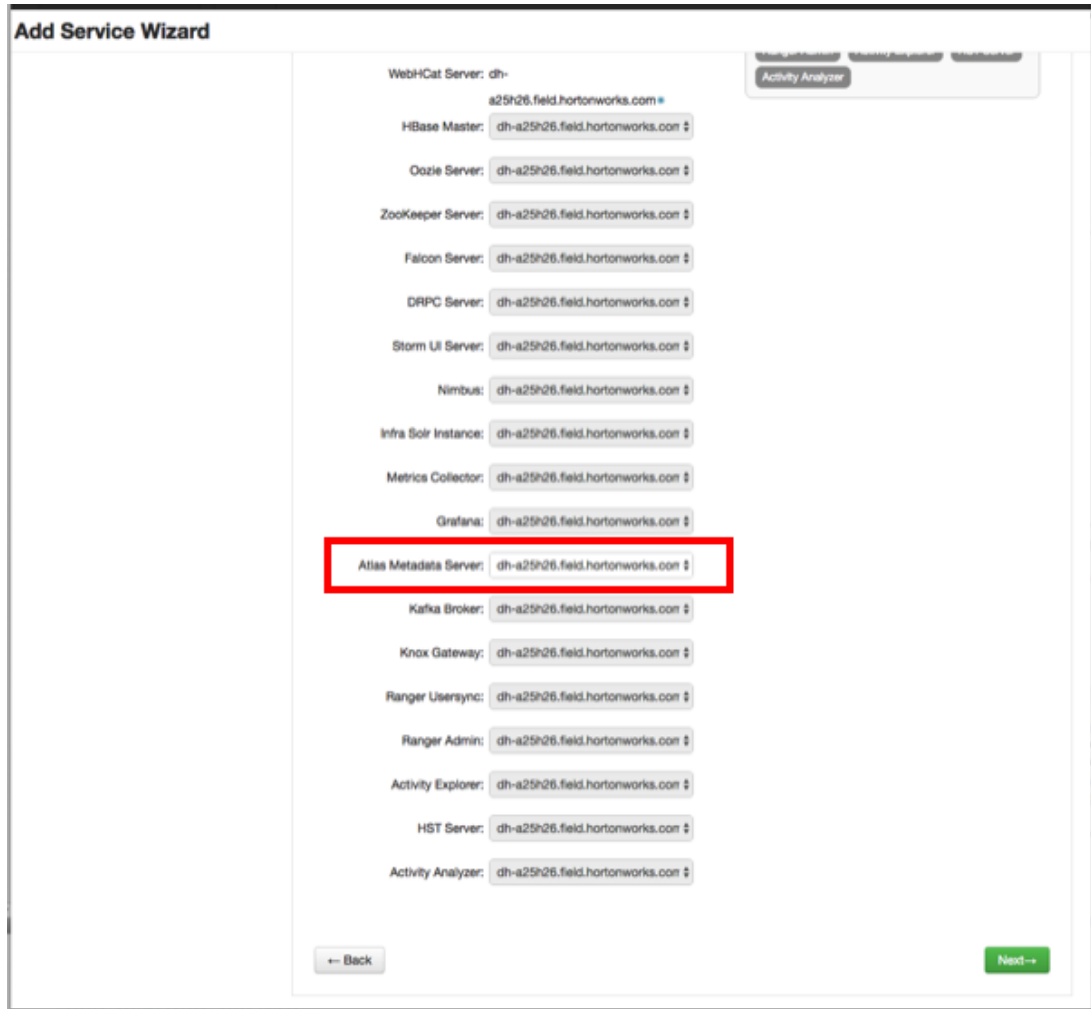 Add Service Wizard
WebHCat Server: dh-
a25h26.field.hortonworks.com
Activity Analyzer
HBase Master: dh-a25h26.field.hortonworks.com
Oozie Server: dh-a25h26.field.hortonworks.com
ZooKeeper Server: dh-a25h26.field.hortonworks.com
Falcon Server: dh-a25h26.field.hortonworks.com
DRPC Server: dh-a25h26.field.hortonworks.com
Storm UI Server: dh-a25h26.field.hortonworks.com
Nimbus: dh-a25h26.field.hortonworks.com
Infra Solr Instance: dh-a25h26.field.hortonworks.com
Metrics Collector: dh-a25h26.field.hortonworks.com
Grafana: dh-a25h26.field.hortonworks.com
Atlas Metadata Server: dh-a25h26.field.hortonworks.com
Kafka Broker: dh-a25h26.field.hortonworks.com
Knox Gateway: dh-a25h26.field.hortonworks.com
Ranger Usersync: dh-a25h26.field.hortonworks.com
Ranger Admin: dh-a25h26.field.hortonworks.com
Activity Explorer: dh-a25h26.field.hortonworks.com
HST Server: dh-a25h26.field.hortonworks.com
Activity Analyzer: dh-a25h26.field.hortonworks.com
← Back
Next→